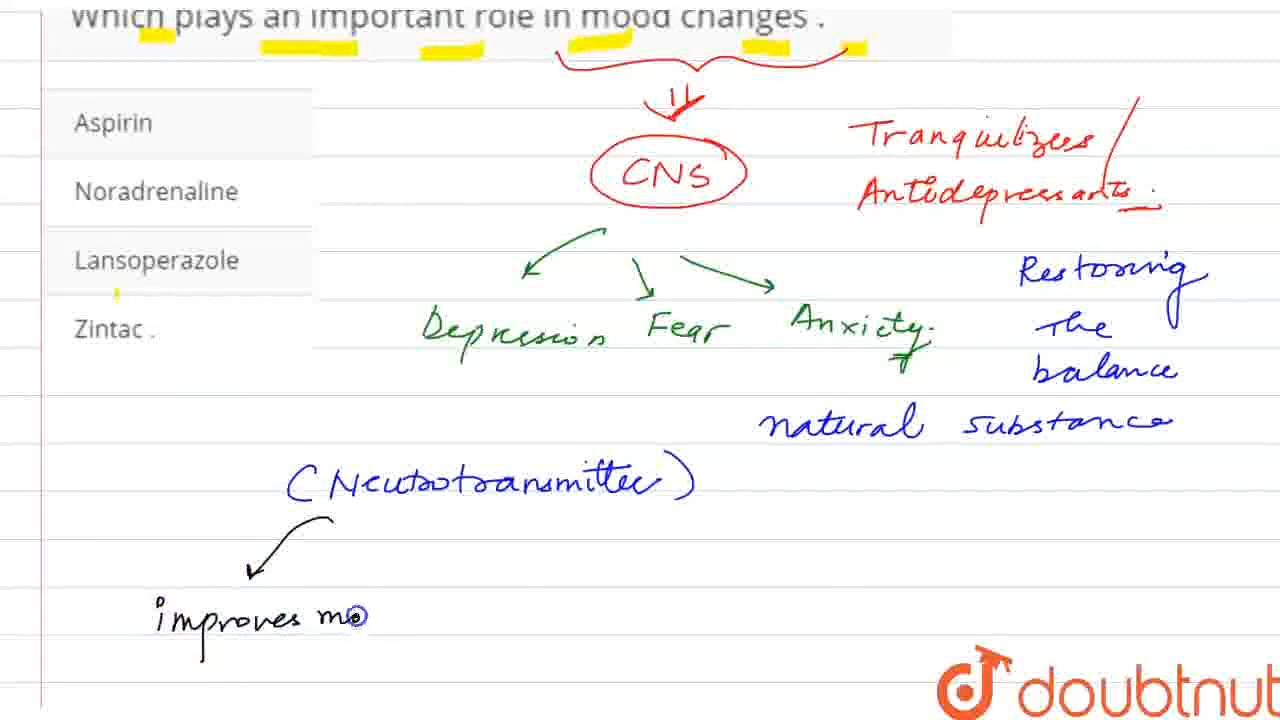 Which plays an important role in mood changes .
Aspirin
Noradrenaline
Lansoperazole
Zintac .
CNS
Tranquilizers /
Antidepressants.
Depression Fear Anxiety.
Restoring
the
balance
natural substance
(Neutrotransmitter)
improves mo
doubtnut